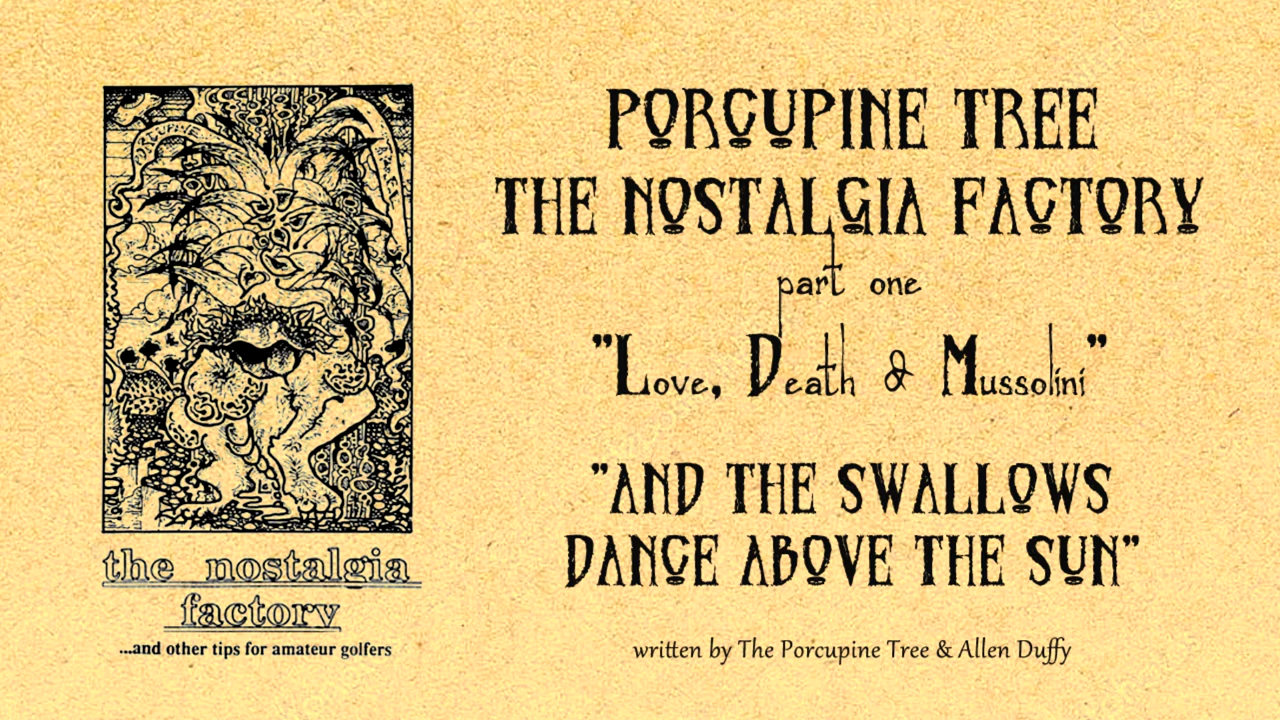 PORCUPINE
the nostalgia
factory
...and other tips for amateur golfers
PORCUPINE TREE
THE NOSTALGIA FACTORY
part one
"Love, Death & Mussolini"
"AND THE SWALLOWS
DANCE ABOVE THE SUN"
written by The Porcupine Tree & Allen Duffy